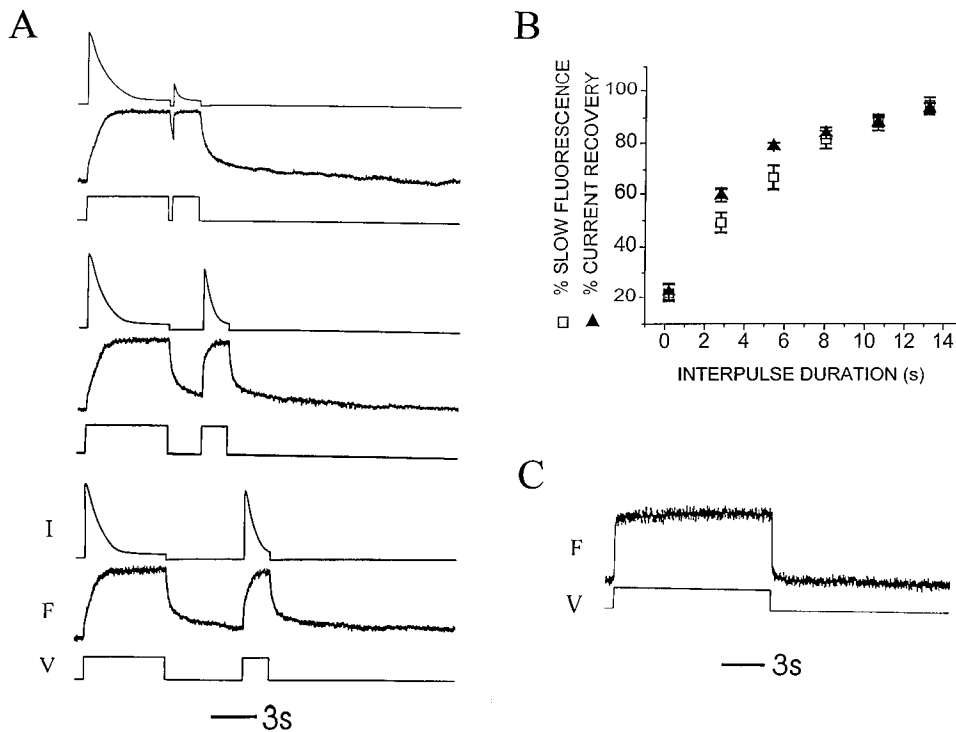 A
I
F
V
3s
B
□ % SLOW FLUORESCENCE
▲ % CURRENT RECOVERY
100
80
60
40
20
0 2 4 6 8 10 12 14
INTERPULSE DURATION (s)
C
F
V
3s